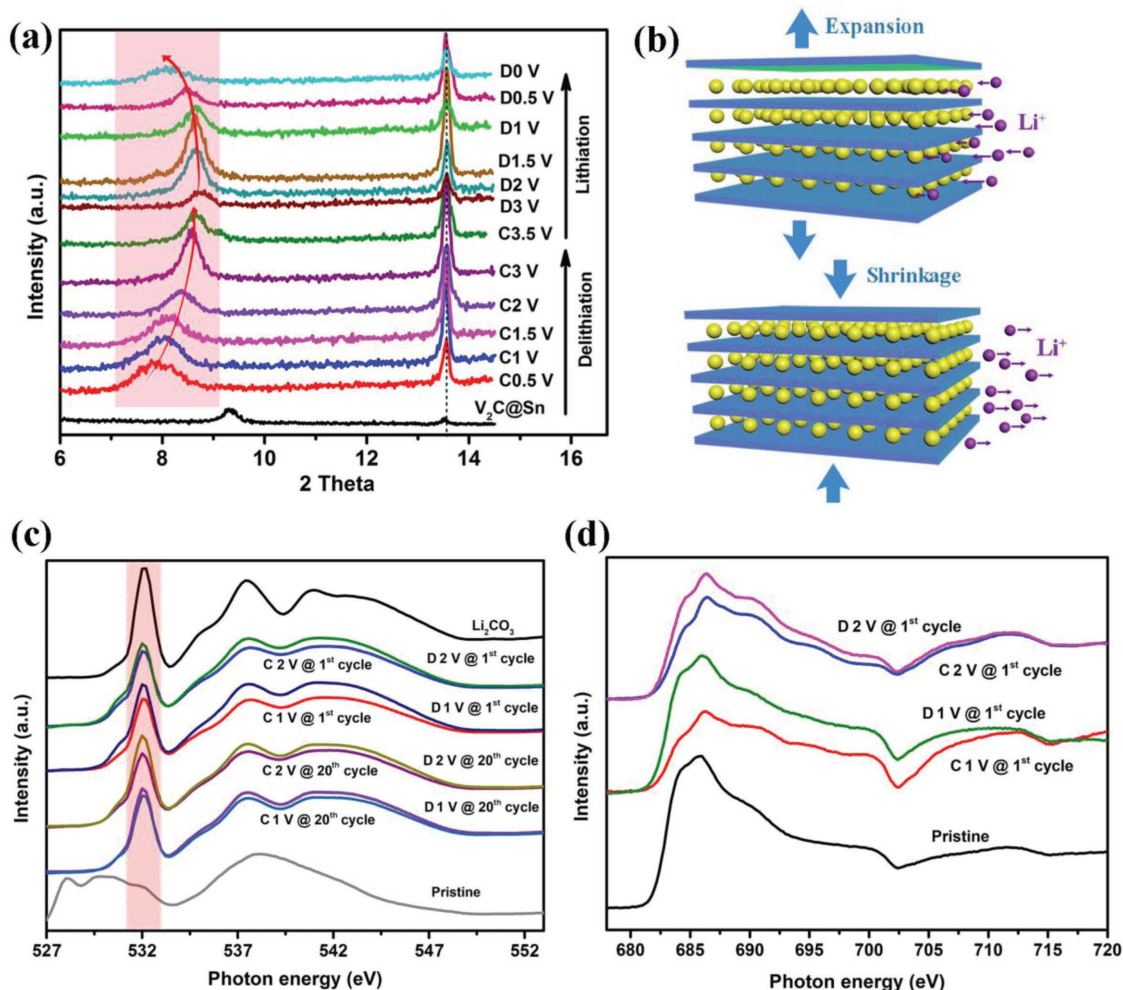 (a)
Intensity (a.u.)
D0 V
D0.5 V
D1 V
D1.5 V
D2 V
D3 V
C3.5 V
C3 V
C2 V
C1.5 V
C1 V
C0.5 V
V₂C@Sn
Lithiation
Delithiation
6 8 10 12 14 16
2 Theta
(b)
Expansion
Li⁺
Shrinkage
Li⁺
(c)
Intensity (a.u.)
Li₂CO₃
D 2 V @ 1ˢᵗ cycle
C 2 V @ 1ˢᵗ cycle
D 1 V @ 1ˢᵗ cycle
C 1 V @ 1ˢᵗ cycle
D 2 V @ 20ᵗʰ cycle
C 2 V @ 20ᵗʰ cycle
D 1 V @ 20ᵗʰ cycle
C 1 V @ 20ᵗʰ cycle
Pristine
527 532 537 542 547 552
Photon energy (eV)
(d)
Intensity (a.u.)
D 2 V @ 1ˢᵗ cycle
C 2 V @ 1ˢᵗ cycle
D 1 V @ 1ˢᵗ cycle
C 1 V @ 1ˢᵗ cycle
Pristine
680 685 690 695 700 705 710 715 720
Photon energy (eV)